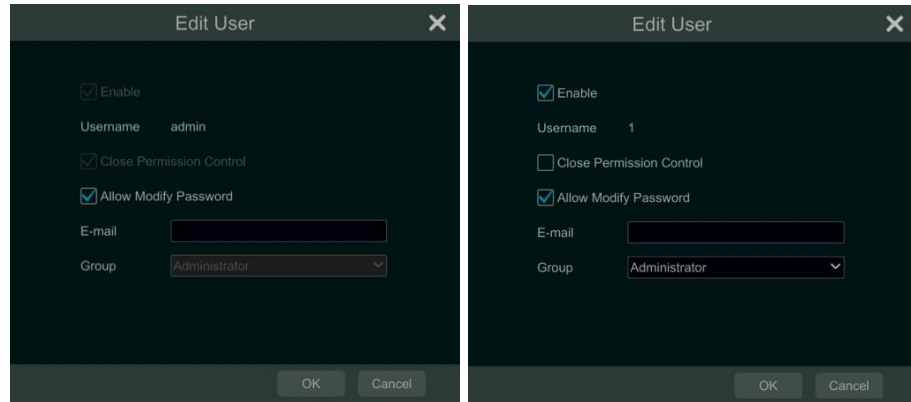 Edit User
Enable
Username admin
Close Permission Control
Allow Modify Password
E-mail
Group Administrator
OK Cancel
Edit User
Enable
Username 1
Close Permission Control
Allow Modify Password
E-mail
Group Administrator
OK Cancel